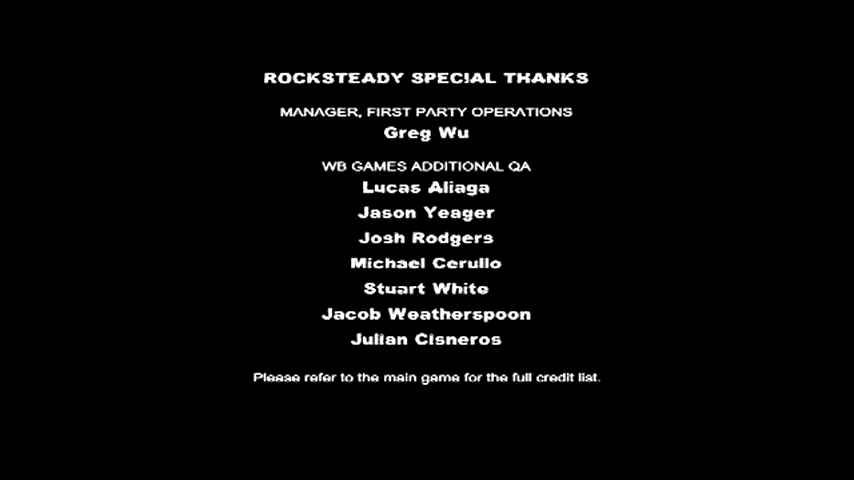 ROCKSTEADY SPECIAL THANKS
MANAGER, FIRST PARTY OPERATIONS
Greg Wu
WB GAMES ADDITIONAL QA
Lucas Aliaga
Jason Yeager
Josh Rodgers
Michael Cerullo
Stuart White
Jacob Weatherspoon
Julian Cisneros
Please refer to the main game for the full credit list.